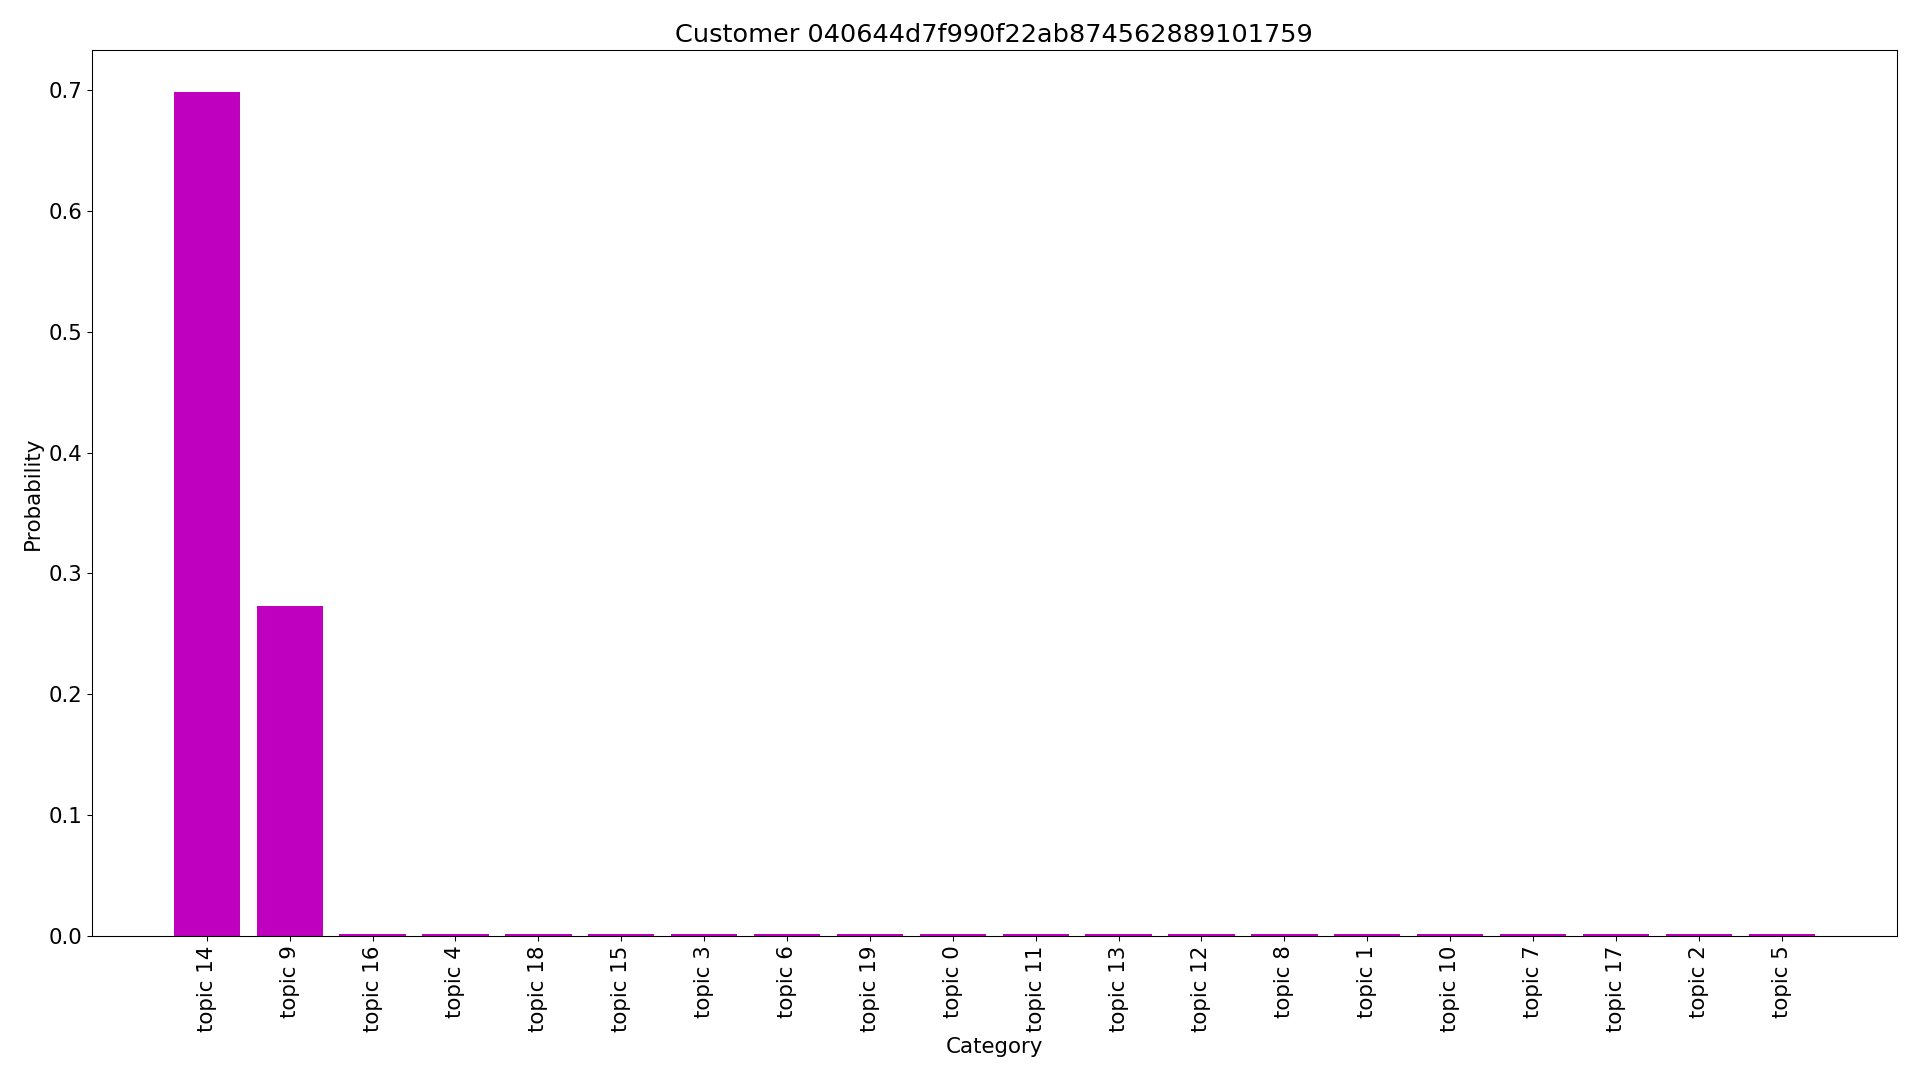 Customer 040644d7f990f22ab874562889101759
Probability
0.7
0.6
0.5
0.4
0.3
0.2
0.1
0.0
topic 14
topic 9
topic 16
topic 4
topic 18
topic 15
topic 3
topic 6
topic 19
topic 0
topic 11
topic 13
topic 12
topic 8
topic 1
topic 10
topic 7
topic 17
topic 2
topic 5
Category